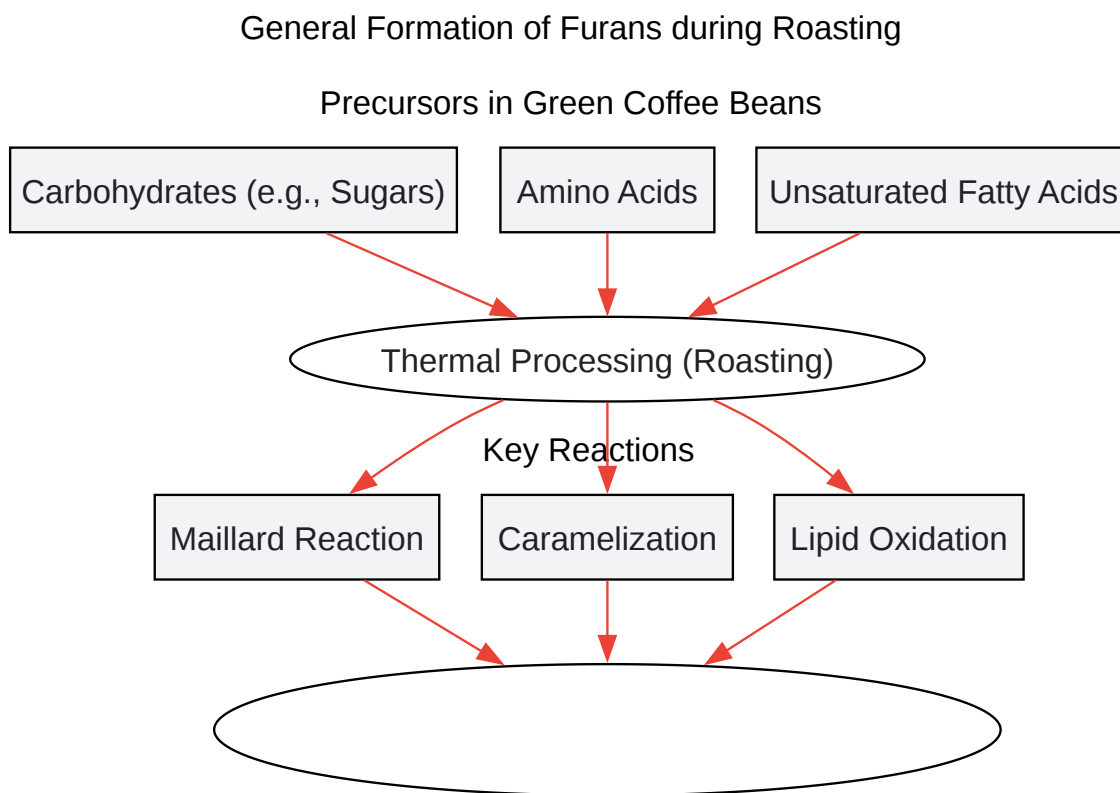 General Formation of Furans during Roasting
Precursors in Green Coffee Beans
Carbohydrates (e.g., Sugars)
Amino Acids
Unsaturated Fatty Acids
Thermal Processing (Roasting)
Key Reactions
Maillard Reaction
Caramelization
Lipid Oxidation